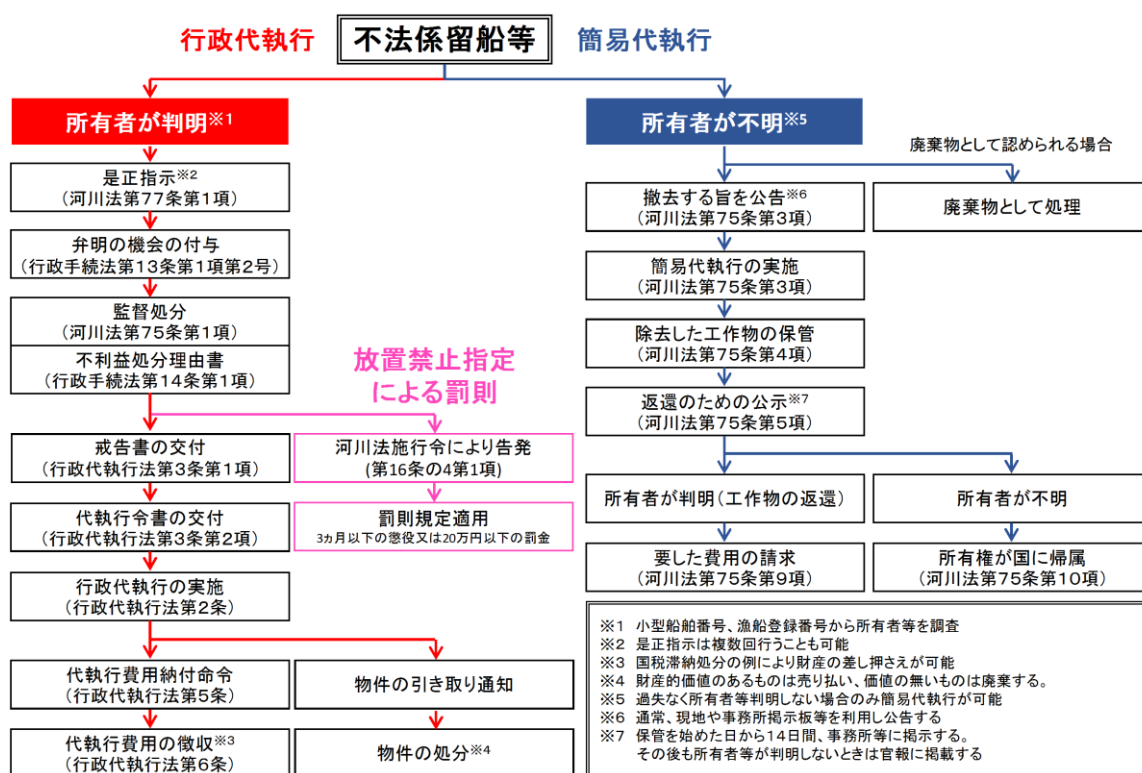 行政代執行
不法係留船等
簡易代執行
所有者が判明※1
是正指示※2
(河川法第77条第1項)
弁明の機会の付与
(行政手続法第13条第1項第2号)
監督処分
(河川法第75条第1項)
不利益処分理由書
(行政手続法第14条第1項)
放置禁止指定
による罰則
戒告書の交付
(行政代執行法第3条第1項)
河川法施行令により告発
(第16条の4第1項)
代執行令書の交付
(行政代執行法第3条第2項)
罰則規定適用
3ヵ月以下の懲役又は20万円以下の罰金
行政代執行の実施
(行政代執行法第2条)
代執行費用納付命令
(行政代執行法第5条)
物件の引き取り通知
代執行費用の徴収※3
(行政代執行法第6条)
物件の処分※4
所有者が不明※5
廃棄物として認められる場合
撤去する旨を公告※6
(河川法第75条第3項)
廃棄物として処理
簡易代執行の実施
(河川法第75条第3項)
除去した工作物の保管
(河川法第75条第4項)
返還のための公示※7
(河川法第75条第5項)
所有者が判明(工作物の返還)
所有者が不明
要した費用の請求
(河川法第75条第9項)
所有権が国に帰属
(河川法第75条第10項)
※1 小型船舶番号、漁船登録番号から所有者等を調査
※2 是正指示は複数回行うことも可能
※3 国税滞納処分の例により財産の差し押さえが可能
※4 財産的価値のあるものは売り払い、価値の無いものは廃棄する。
※5 過失なく所有者等判明しない場合のみ簡易代執行が可能
※6 通常、現地や事務所掲示板等を利用し公告する
※7 保管を始めた日から14日間、事務所等に掲示する。
その後も所有者等が判明しないときは官報に掲載する